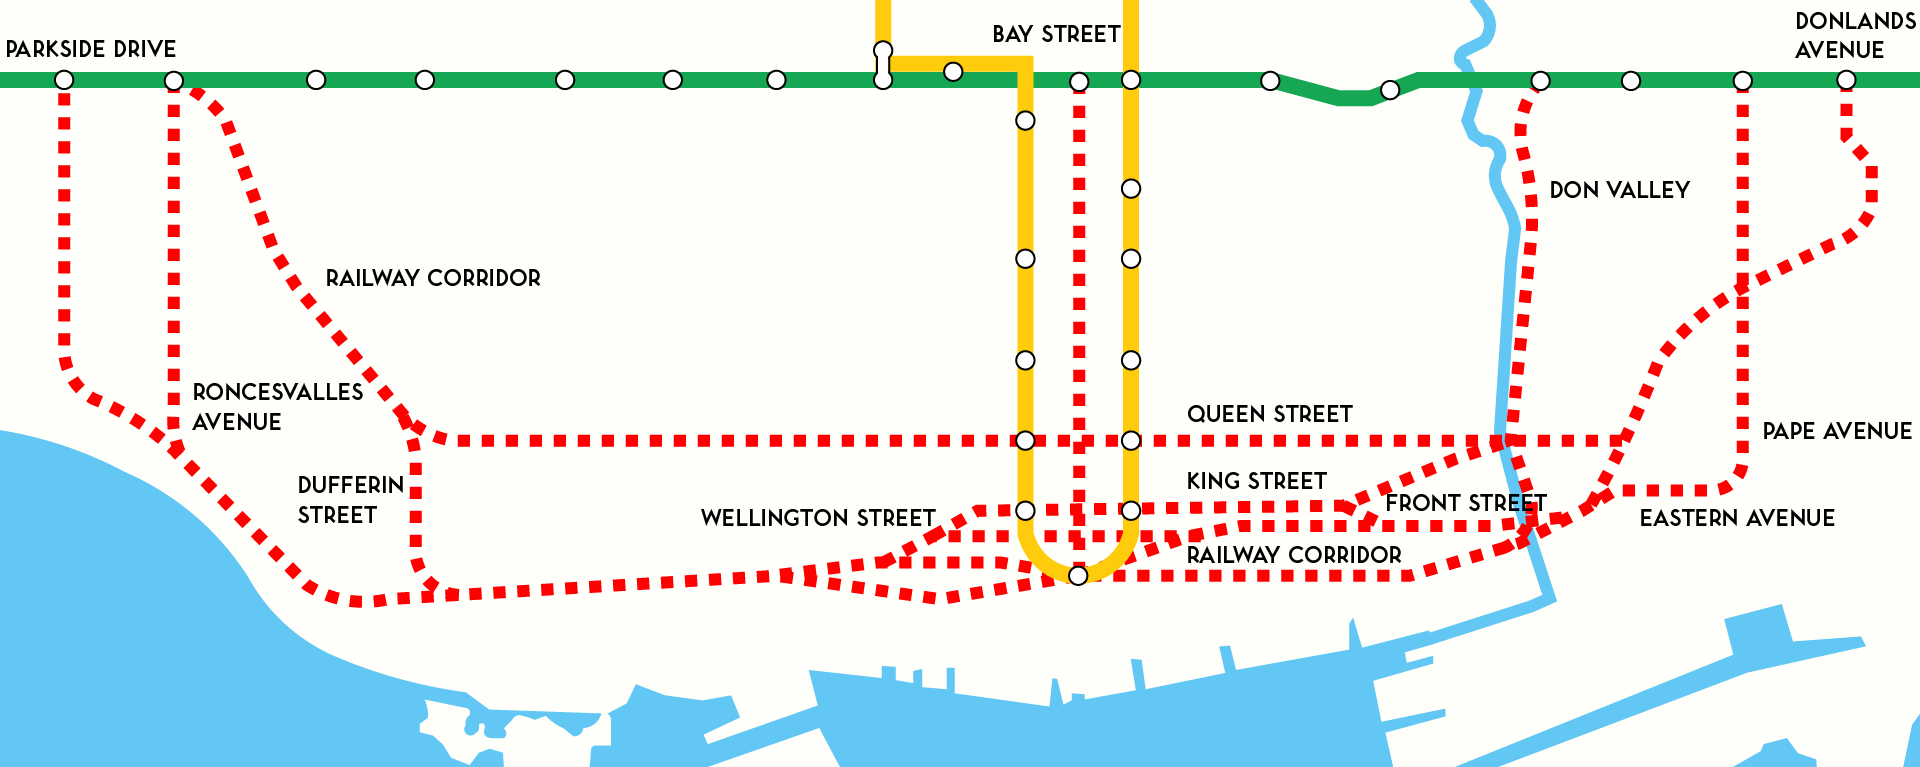 PARKSIDE DRIVE
BAY STREET
DONLANDS
AVENUE
DON VALLEY
RAILWAY CORRIDOR
RONCESVALLES
AVENUE
QUEEN STREET
PAPE AVENUE
DUFFERIN
STREET
KING STREET
FRONT STREET
WELLINGTON STREET
EASTERN AVENUE
RAILWAY CORRIDOR